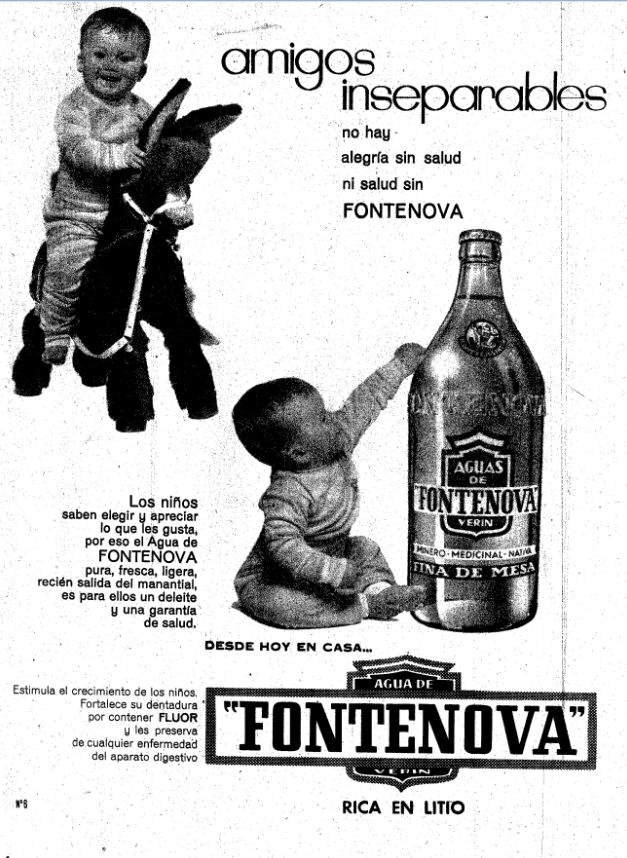 amigos
inseparables
no hay
alegría sin salud
ni salud sin
FONTENOVA
AGUAS
DE
"FONTENOVA"
VERIN
MINERO-MEDICINAL-NATIVA
FINA DE MESA
Los niños
saben elegir y apreciar
lo que les gusta,
por eso el Agua de
FONTENOVA
pura, fresca, ligera,
recién salida del manantial,
es para ellos un deleite
y una garantía
de salud.
DESDE HOY EN CASA...
Estimula el crecimiento de los niños.
Fortalece su dentadura
por contener FLUOR
y les preserva
de cualquier enfermedad
del aparato digestivo
AGUA DE
"FONTENOVA"
VERIN
RICA EN LITIO
Nº6